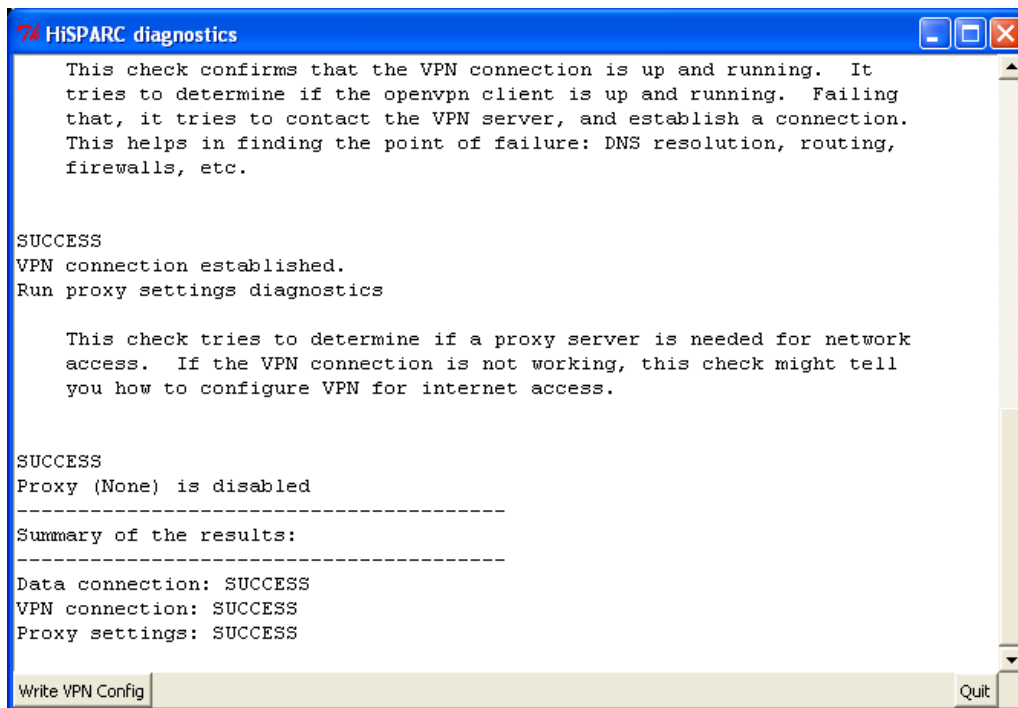 HiSPARC diagnostics
This check confirms that the VPN connection is up and running.  It
tries to determine if the openvpn client is up and running.  Failing
that, it tries to contact the VPN server, and establish a connection.
This helps in finding the point of failure: DNS resolution, routing,
firewalls, etc.
SUCCESS
VPN connection established.
Run proxy settings diagnostics
This check tries to determine if a proxy server is needed for network
access.  If the VPN connection is not working, this check might tell
you how to configure VPN for internet access.
SUCCESS
Proxy (None) is disabled
----------------------------------------
Summary of the results:
----------------------------------------
Data connection: SUCCESS
VPN connection: SUCCESS
Proxy settings: SUCCESS
Write VPN Config
Quit